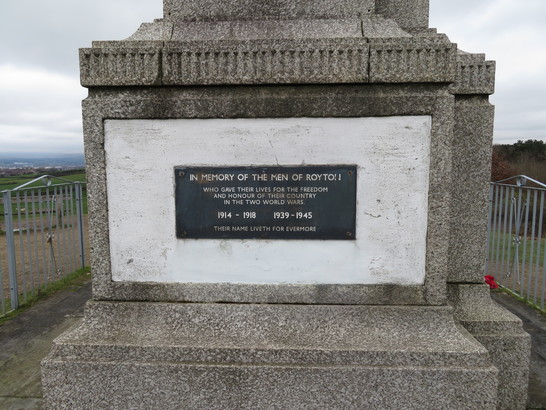 IN MEMORY OF THE MEN OF ROYTON
WHO GAVE THEIR LIVES FOR THE FREEDOM
AND HONOUR OF THEIR COUNTRY
IN THE TWO WORLD WARS
1914 - 1918 1939 - 1945
THEIR NAME LIVETH FOR EVERMORE